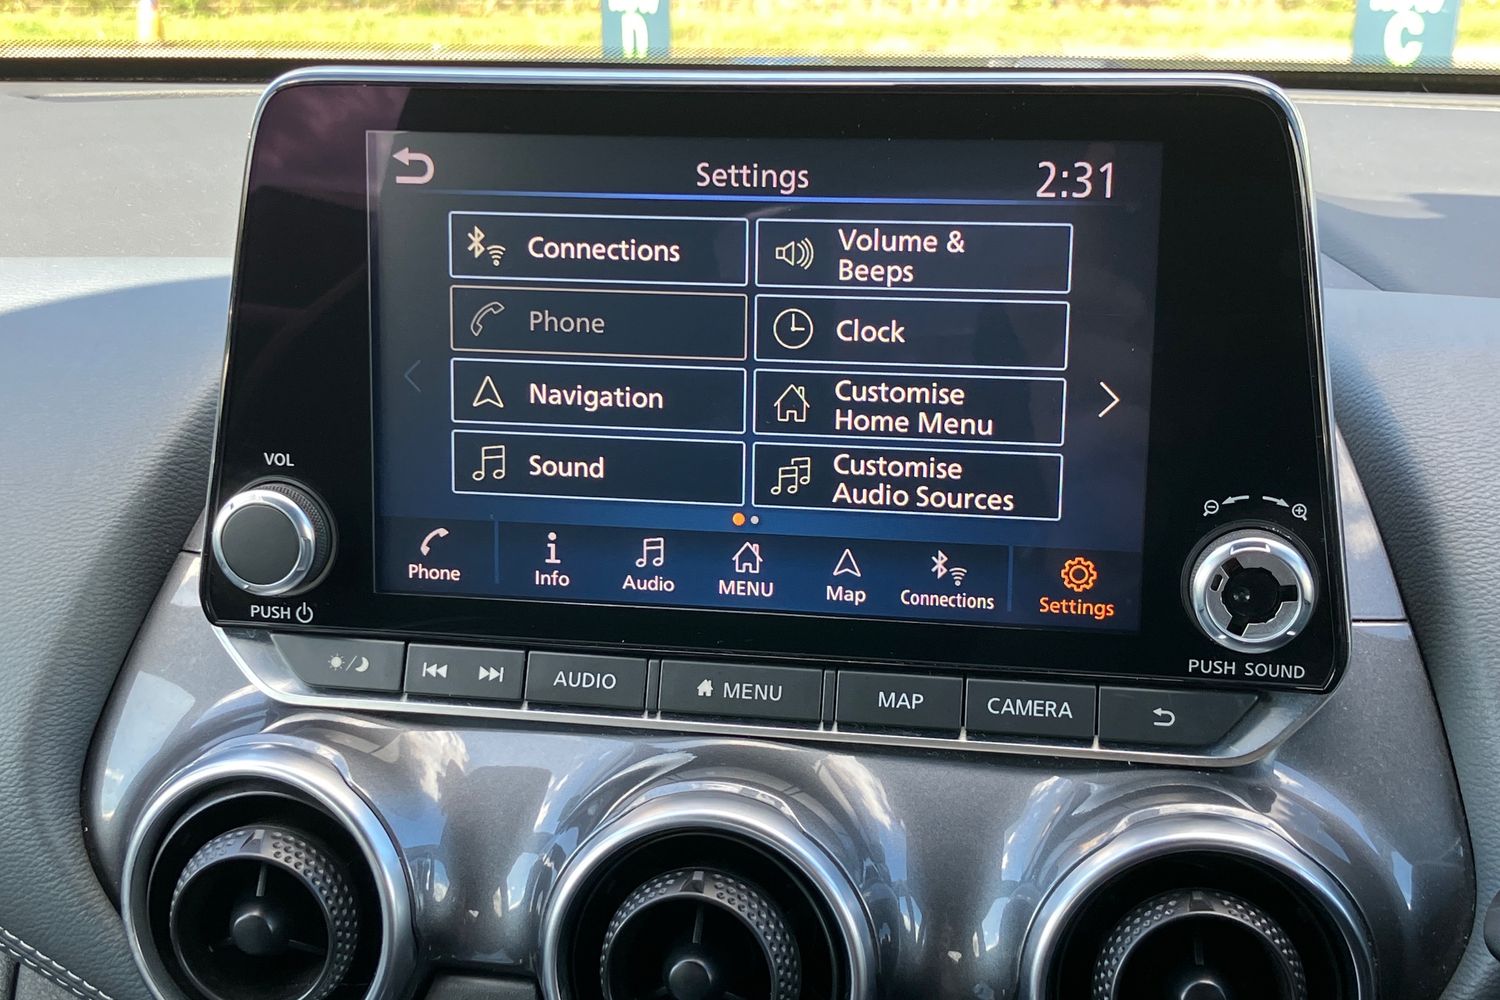 D
C
Settings
2:31
Connections
Volume &
Beeps
Phone
Clock
Navigation
Customise
Home Menu
Sound
Customise
Audio Sources
Phone
Info
Audio
MENU
Map
Connections
Settings
VOL
PUSH
PUSH SOUND
AUDIO
MENU
MAP
CAMERA